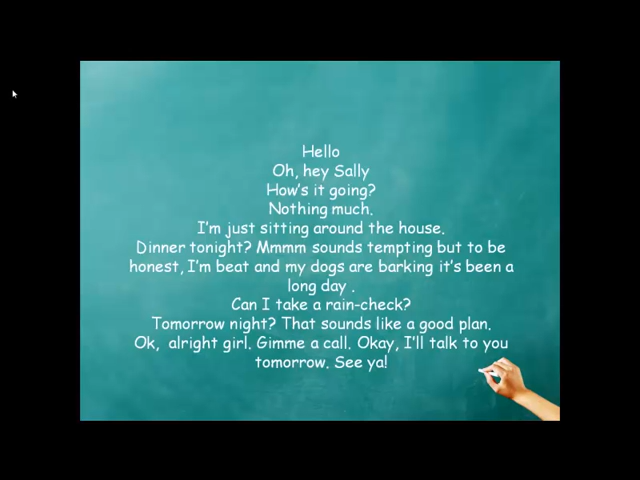 Hello
Oh, hey Sally
How's it going?
Nothing much.
I'm just sitting around the house.
Dinner tonight? Mmmm sounds tempting but to be
honest, I'm beat and my dogs are barking it's been a
long day .
Can I take a rain-check?
Tomorrow night? That sounds like a good plan.
Ok,  alright girl. Gimme a call. Okay, I'll talk to you
tomorrow. See ya!